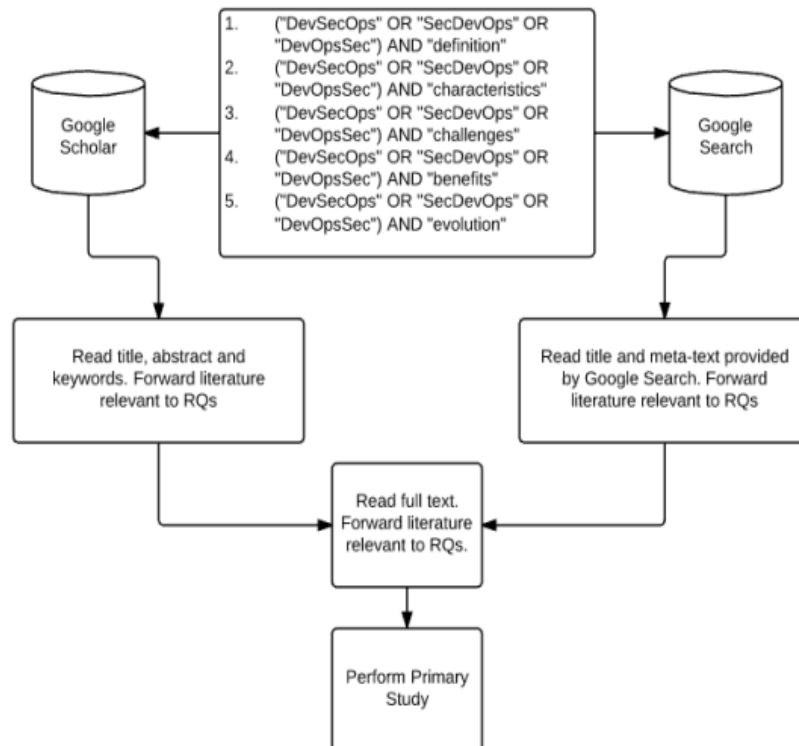 1. ("DevSecOps" OR "SecDevOps" OR
"DevOpsSec") AND "definition"
2. ("DevSecOps" OR "SecDevOps" OR
"DevOpsSec") AND "characteristics"
3. ("DevSecOps" OR "SecDevOps" OR
"DevOpsSec") AND "challenges"
4. ("DevSecOps" OR "SecDevOps" OR
"DevOpsSec") AND "benefits"
5. ("DevSecOps" OR "SecDevOps" OR
"DevOpsSec") AND "evolution"
Google
Scholar
Google
Search
Read title, abstract and
keywords. Forward literature
relevant to RQs
Read title and meta-text provided
by Google Search. Forward
literature relevant to RQs
Read full text.
Forward literature
relevant to RQs.
Perform Primary
Study